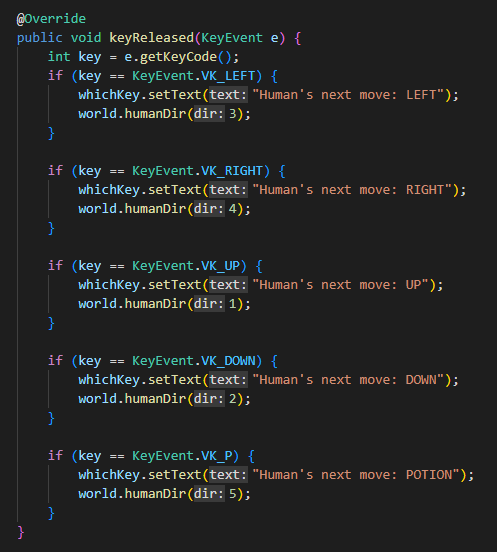 @Override
public void keyReleased(KeyEvent e) {
    int key = e.getKeyCode();
    if (key == KeyEvent.VK_LEFT) {
        whichKey.setText(text: "Human's next move: LEFT");
        world.humanDir(dir: 3);
    }

    if (key == KeyEvent.VK_RIGHT) {
        whichKey.setText(text: "Human's next move: RIGHT");
        world.humanDir(dir: 4);
    }

    if (key == KeyEvent.VK_UP) {
        whichKey.setText(text: "Human's next move: UP");
        world.humanDir(dir: 1);
    }

    if (key == KeyEvent.VK_DOWN) {
        whichKey.setText(text: "Human's next move: DOWN");
        world.humanDir(dir: 2);
    }

    if (key == KeyEvent.VK_P) {
        whichKey.setText(text: "Human's next move: POTION");
        world.humanDir(dir: 5);
    }
}